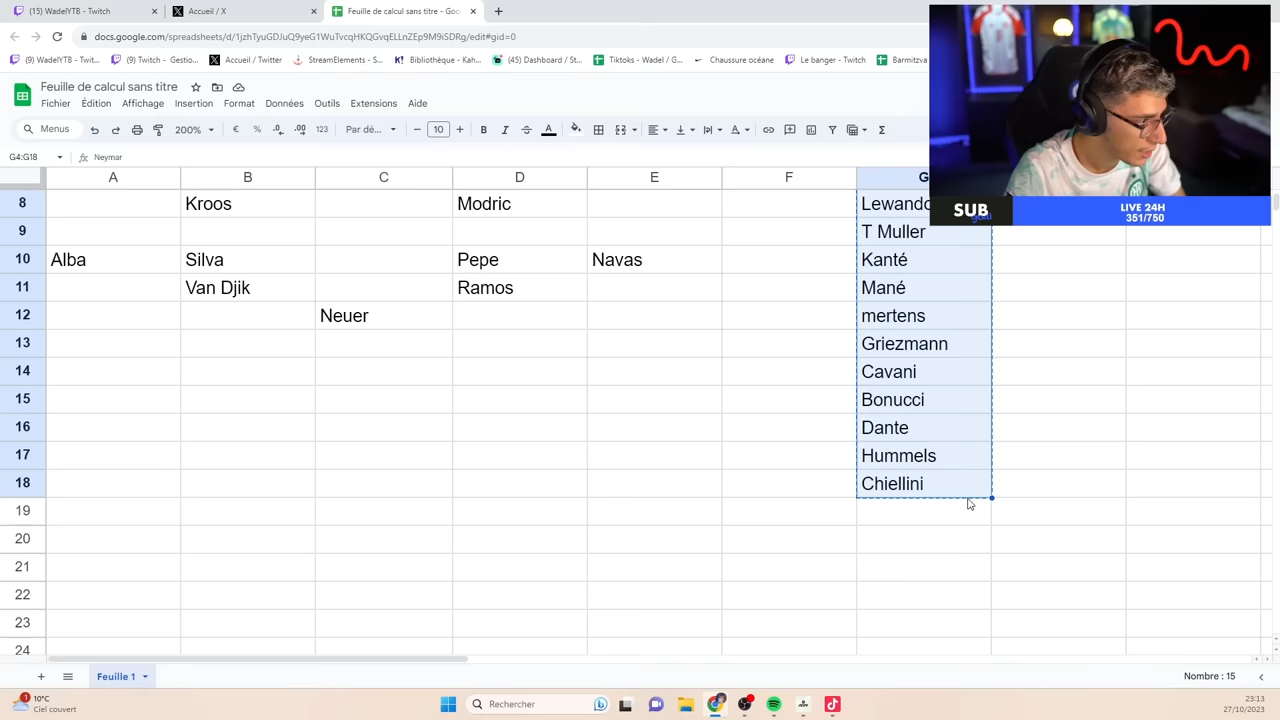 (15) WadelYTB - Twitch
Accueil / X
Feuille de calcul sans titre - Goo
docs.google.com/spreadsheets/d/
edit#gid=0
(9) WadelYTB - Twit...
(9) Twitch - Gestio...
Accueil / Twitter
StreamElements - S...
Bibliothèque - Kah...
(45) Dashboard / St...
Tiktoks - Wadel / G...
Chaussure océane
Le banger - Twitch
Barmitzva
Feuille de calcul sans titre
Fichier Édition Affichage Insertion Format Données Outils Extensions Aide
Menus 200% € % .0 .00 123 Par dé... 10 B I A
G4:G18 fx Neymar
A B C D E F G
8 Kroos Modric Lewando
9 T Muller
10 Alba Silva Pepe Navas Kanté
11 Van Djik Ramos Mané
12 Neuer mertens
13 Griezmann
14 Cavani
15 Bonucci
16 Dante
17 Hummels
18 Chiellini
19
20
21
22
23
24
SUB
goal
LIVE 24H
351/750
Feuille 1
Nombre : 15
1
10°C
Ciel couvert
Rechercher
23:13
27/10/2023